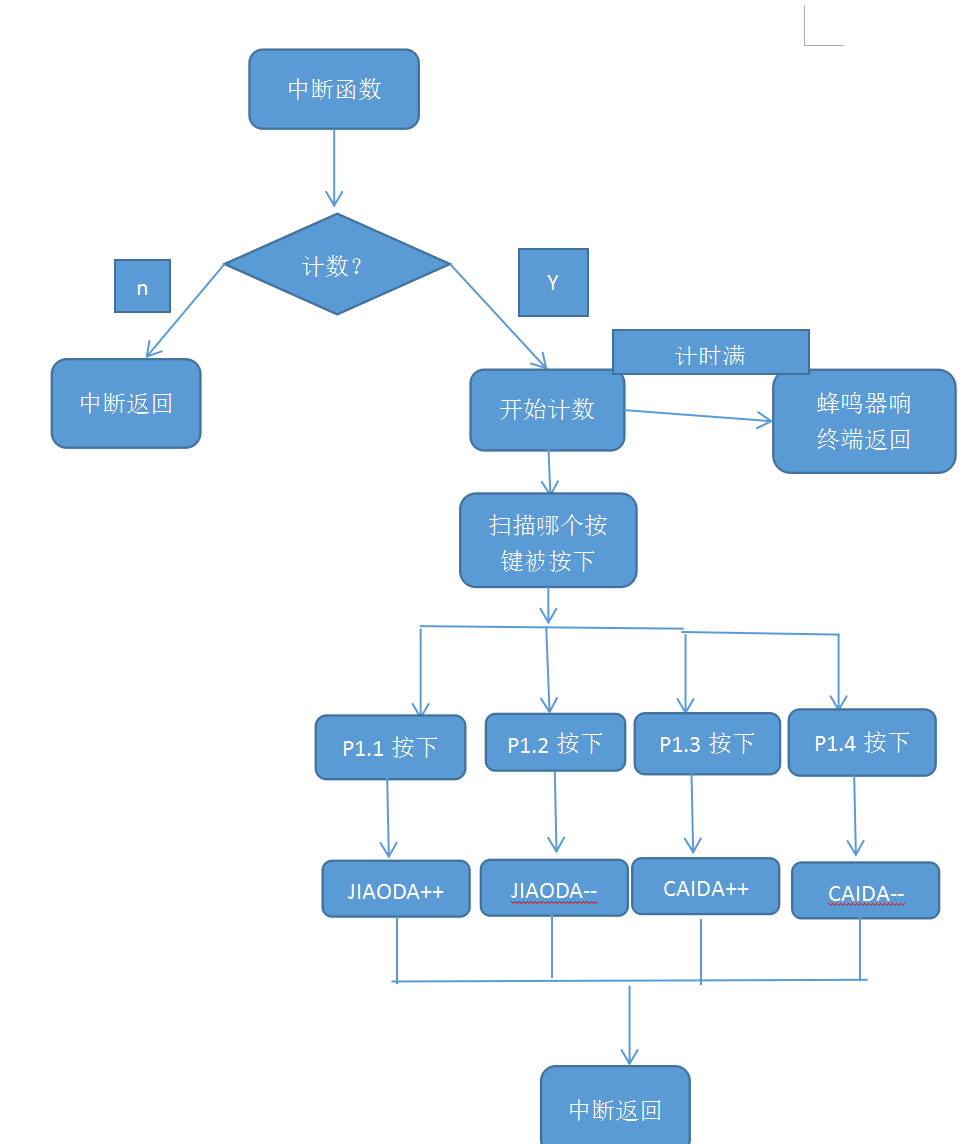 中断函数
计数？
n
Y
计时满
中断返回
开始计数
蜂鸣器响
终端返回
扫描哪个按
键被按下
P1.1 按下
P1.2 按下
P1.3 按下
P1.4 按下
JIAODA++
JIAODA--
CAIDA++
CAIDA--
中断返回